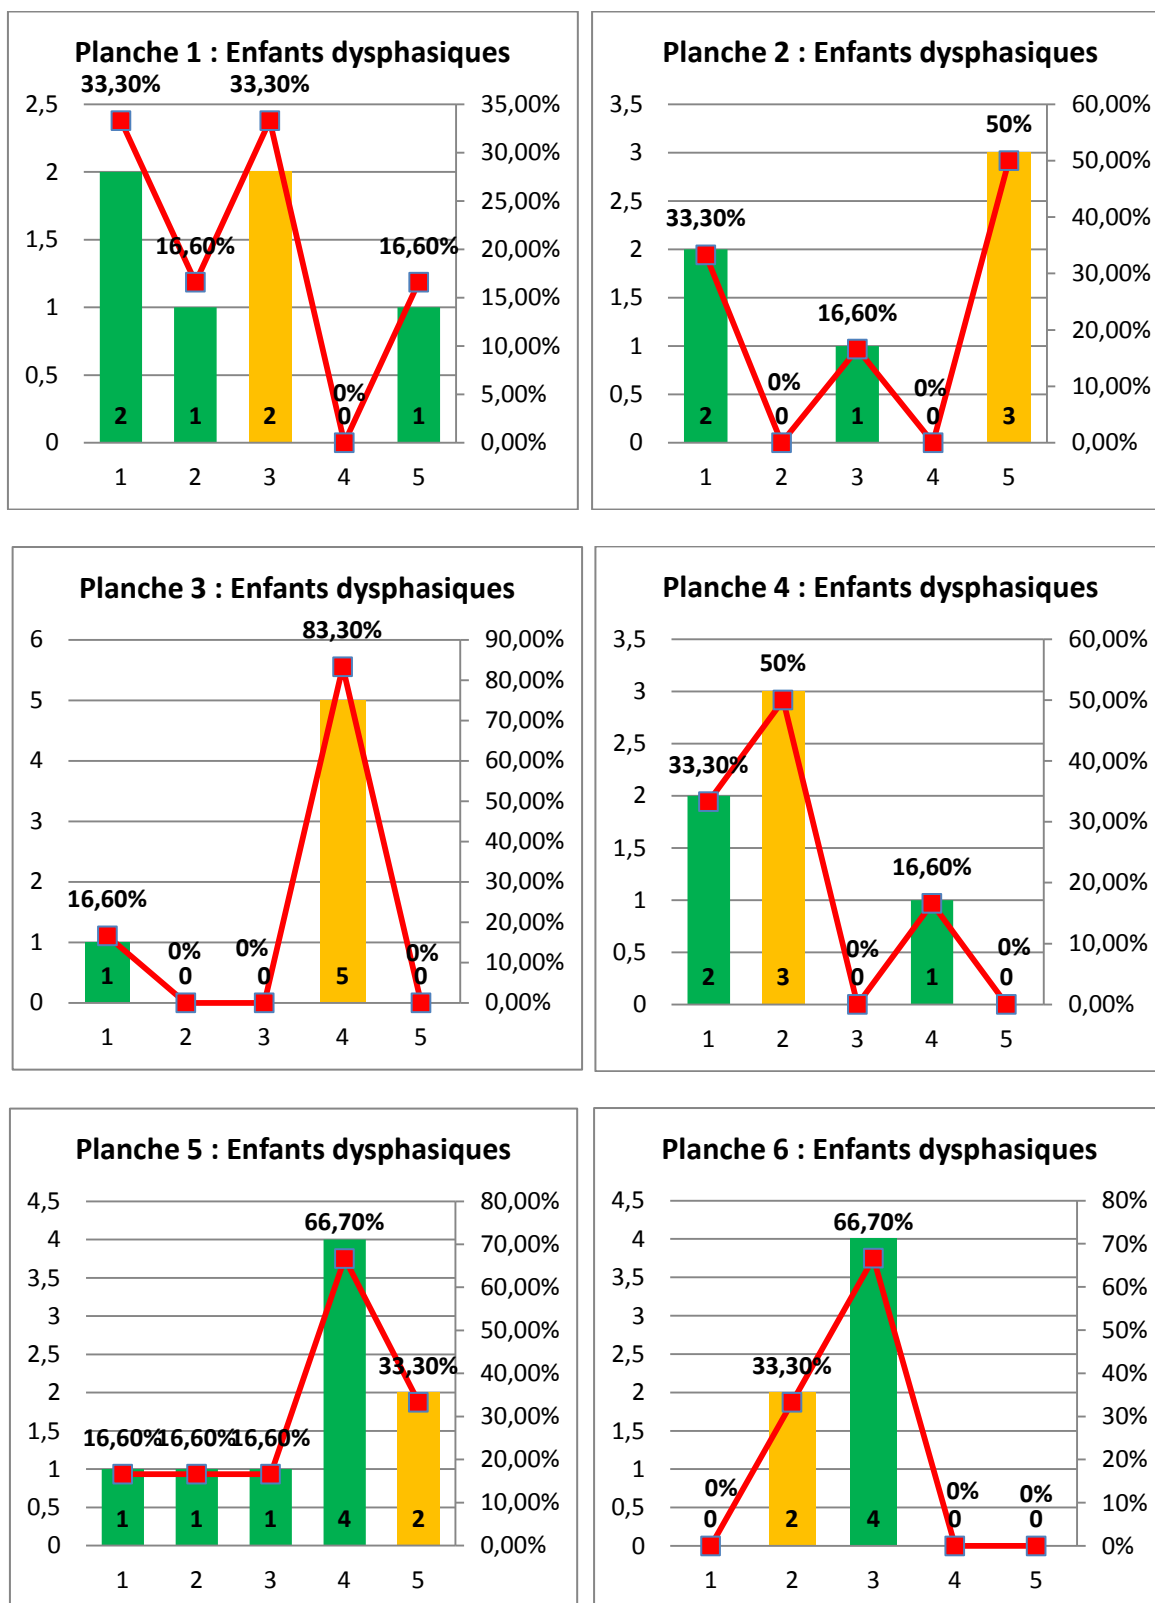 Planche 1 : Enfants dysphasiques
33,30% 33,30%
2,5 35,00%
30,00%
2 25,00%
1,5 16,60% 16,60% 20,00%
1 15,00%
10,00%
0,5 0% 5,00%
2 1 2 0 1
0 0,00%
1 2 3 4 5
Planche 2 : Enfants dysphasiques
3,5 60,00%
50%
3 50,00%
2,5 33,30% 40,00%
2 30,00%
1,5 16,60% 20,00%
1 10,00%
0,5 0% 0%
2 0 1 0 3
0 0,00%
1 2 3 4 5
Planche 3 : Enfants dysphasiques
83,30%
6 90,00%
80,00%
5 70,00%
4 60,00%
50,00%
3 40,00%
2 30,00%
16,60% 20,00%
1 0% 0% 0% 10,00%
1 0 0 5 0
0 0,00%
1 2 3 4 5
Planche 4 : Enfants dysphasiques
3,5 60,00%
50%
3 50,00%
2,5 33,30% 40,00%
2 30,00%
1,5 16,60% 20,00%
1 0% 0% 10,00%
0,5 2 3 0 1 0
0 0,00%
1 2 3 4 5
Planche 5 : Enfants dysphasiques
4,5 80,00%
4 66,70% 70,00%
3,5 60,00%
3 50,00%
2,5 33,30% 40,00%
2 30,00%
1,5 16,60% 16,60% 16,60% 20,00%
1 10,00%
0,5 1 1 1 4 2
0 0,00%
1 2 3 4 5
Planche 6 : Enfants dysphasiques
4,5 80%
4 66,70% 70%
3,5 60%
3 50%
2,5 33,30% 40%
2 30%
1,5 20%
1 0% 0% 0% 10%
0,5 0 2 4 0 0
0 0%
1 2 3 4 5